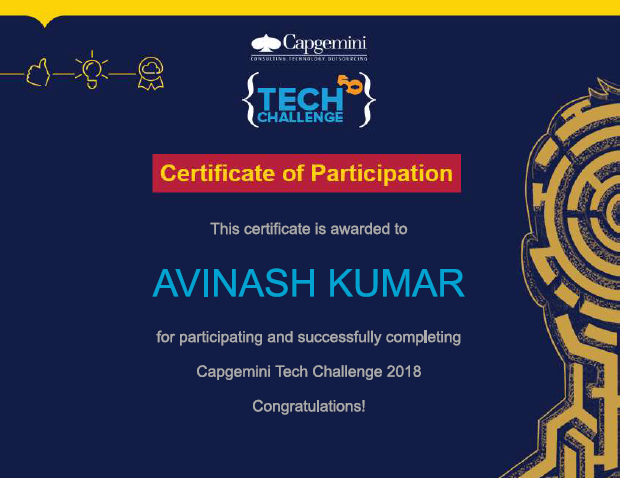 Capgemini
CONSULTING.TECHNOLOGY.OUTSOURCING
{TECH
CHALLENGE}
Certificate of Participation
This certificate is awarded to
AVINASH KUMAR
for participating and successfully completing
Capgemini Tech Challenge 2018
Congratulations!